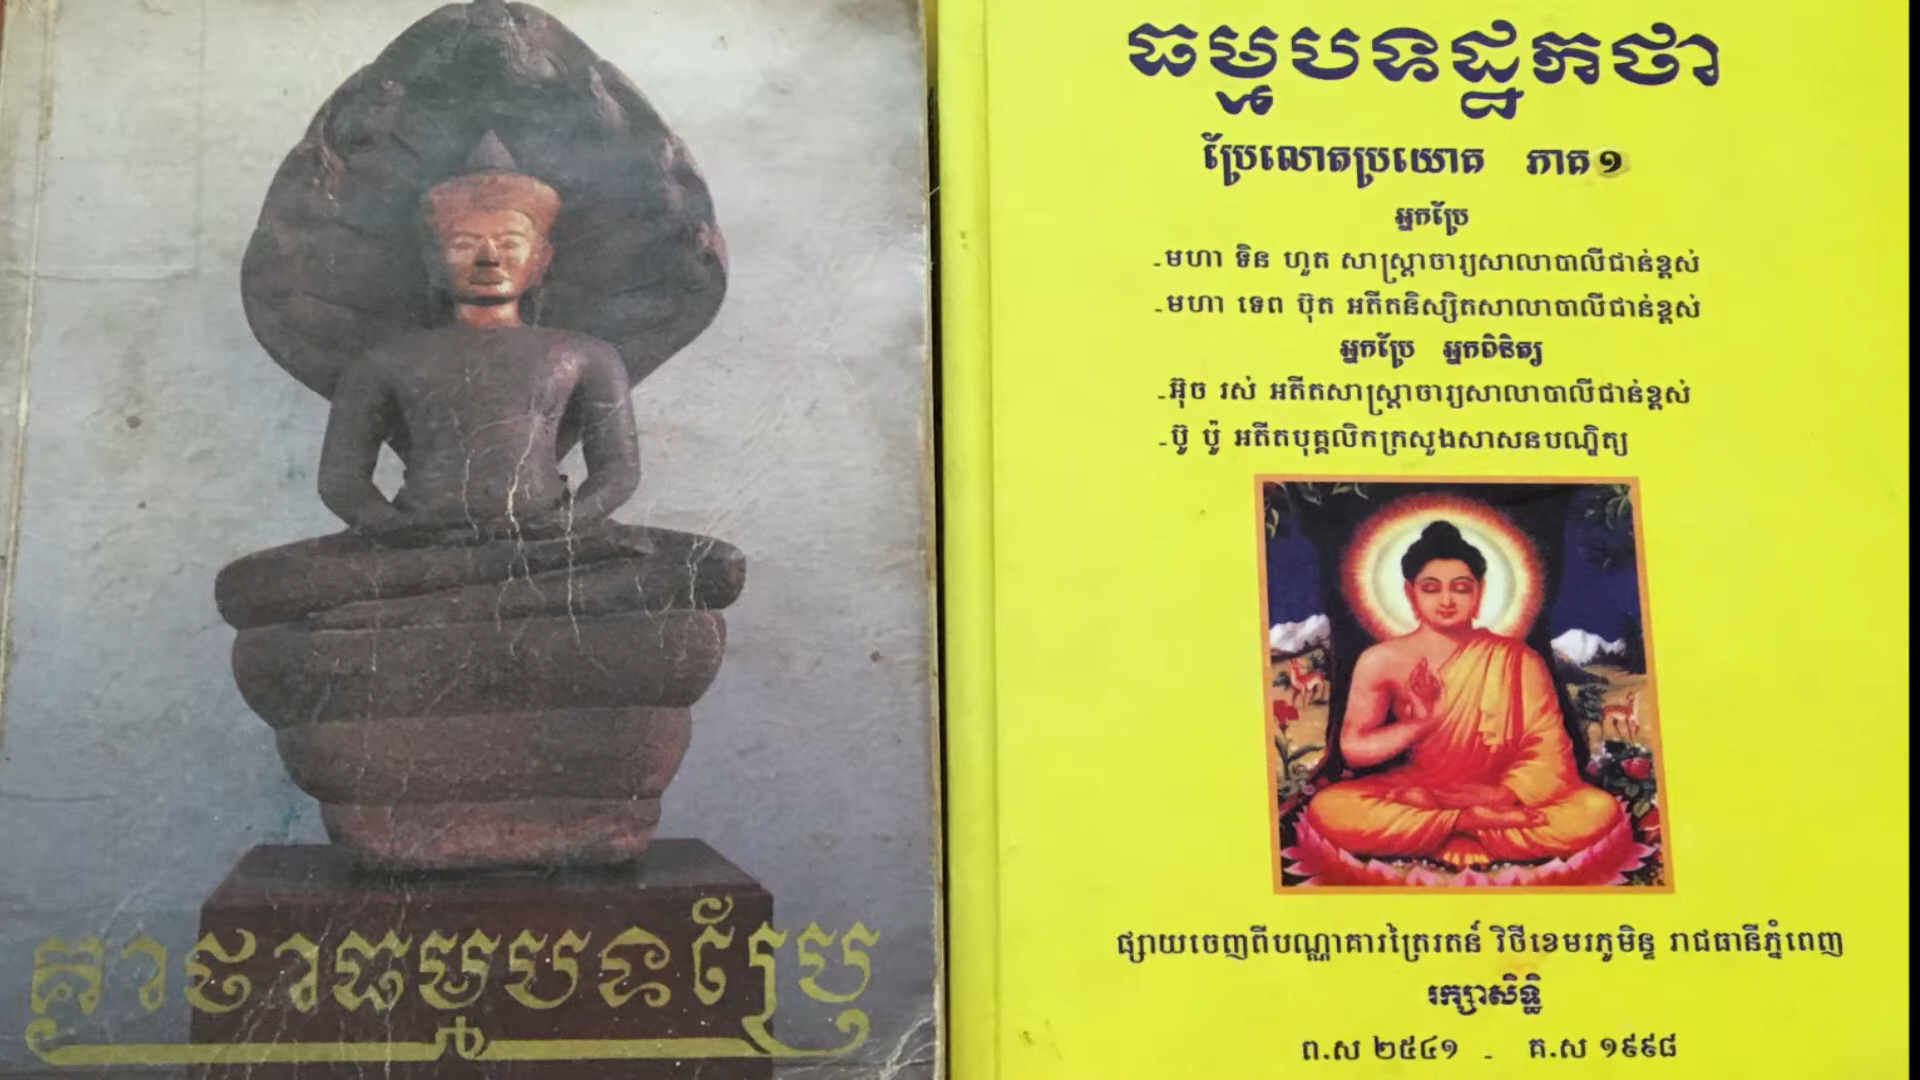 គាថាធម្មបទប្រែ
ធម្មបទដ្ឋកថា
ប្រែលោតប្រយោគ ភាគ ១
អ្នកប្រែ
-មហា ទិន ហួត សាស្ត្រាចារ្យសាលាបាលីជាន់ខ្ពស់
-មហា ទេព ប៊ុត អតីតនិស្សិតសាលាបាលីជាន់ខ្ពស់
អ្នកប្រែ អ្នកពិនិត្យ
-អ៊ុច រស់ អតីតសាស្ត្រាចារ្យសាលាបាលីជាន់ខ្ពស់
-ប៊ូ ប៉ូ អតីតបុគ្គលិកក្រសួងសាសនបណ្ឌិត្យ
ផ្សាយចេញពីបណ្ណាគារត្រៃរតន៍ វិថីខេមរភូមិន្ទ រាជធានីភ្នំពេញ
រក្សាសិទ្ធិ
ព.ស ២៥៤១ - គ.ស ១៩៩៨